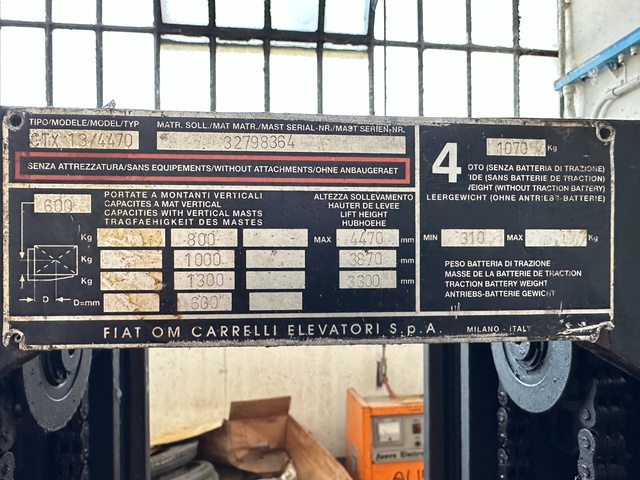 TIPO/MODELE/MODEL/TYP MATR. SOLL./MAT MATR./MAST SERIAL-NR./MAST SERIEN.NR.
CTX 13/4470 32798364
SENZA ATTREZZATURA/SANS EQUIPEMENTS/WITHOUT ATTACHMENTS/OHNE ANBAUGERAET
600
PORTATE A MONTANTI VERTICALI
CAPACITES A MAT VERTICAL
CAPACITIES WITH VERTICAL MASTS
TRAGFAEHIGKEIT DES MASTES
ALTEZZA SOLLEVAMENTO
HAUTER DE LEVEE
LIFT HEIGHT
HUBHOEHE
Kg 800 MAX 4470 mm
Kg 1000 3870 mm
Kg 1300 3300 mm
D D=mm 600
4
1070 Kg
OTO (SENZA BATTERIA DI TRAZIONE)
IDE (SANS BATTERIE DE TRACTION)
EIGHT (WITHOUT TRACTION BATTERY)
LEERGEWICHT (OHNE ANTRIEBS-BATTERIE)
MIN 310 MAX Kg
PESO BATTERIA DI TRAZIONE
MASSE DE LA BATTERIE DE TRACTION
TRACTION BATTERY WEIGHT
ANTRIEBS-BATTERIE GEWICHT
FIAT OM CARRELLI ELEVATORI S.p.A. MILANO - ITALY